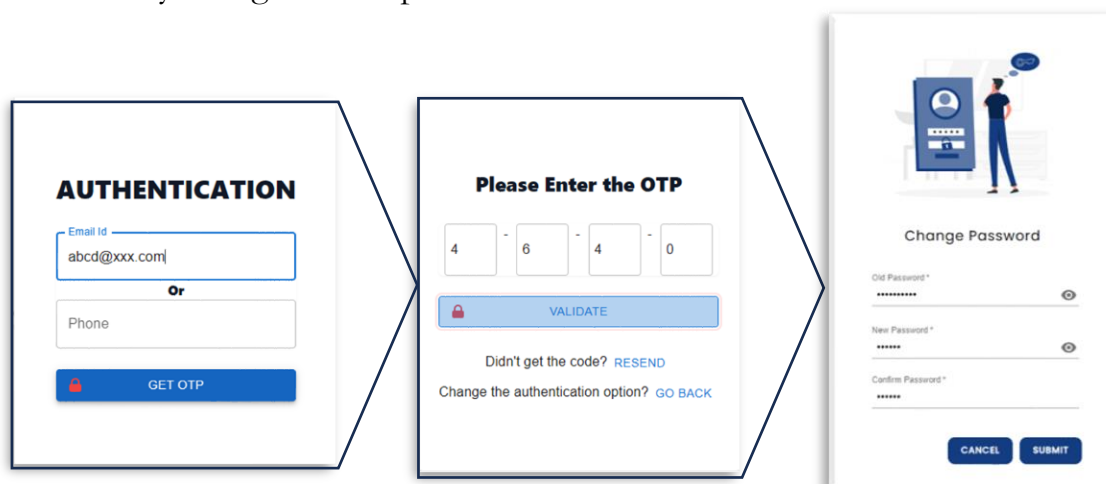 AUTHENTICATION
Email Id
abcd@xxx.com
Or
Phone
GET OTP
Please Enter the OTP
4 - 6 - 4 - 0
VALIDATE
Didn't get the code? RESEND
Change the authentication option? GO BACK
Change Password
Old Password *
••••••••••
New Password *
••••••
Confirm Password *
••••••
CANCEL SUBMIT